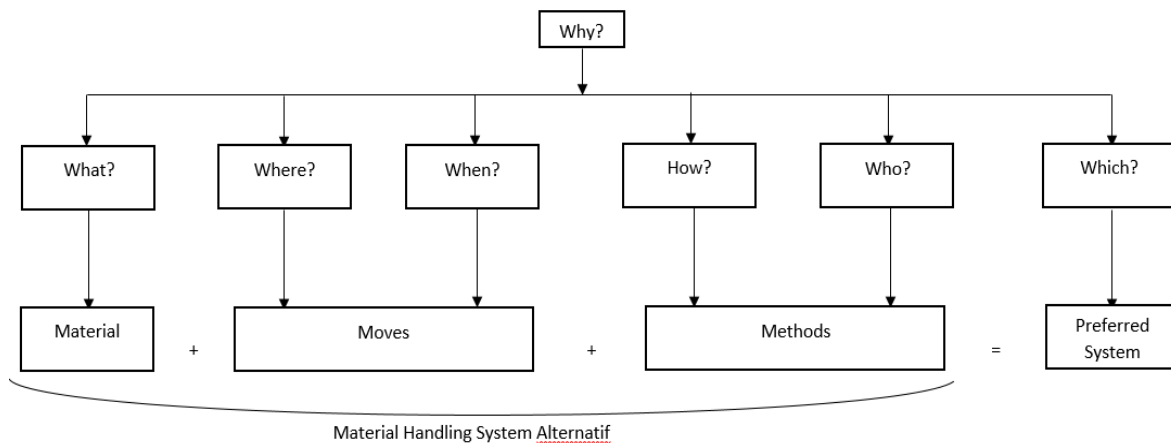 Why?
What?
Where?
When?
How?
Who?
Which?
Material
+
Moves
+
Methods
=
Preferred
System
Material Handling System Alternatif